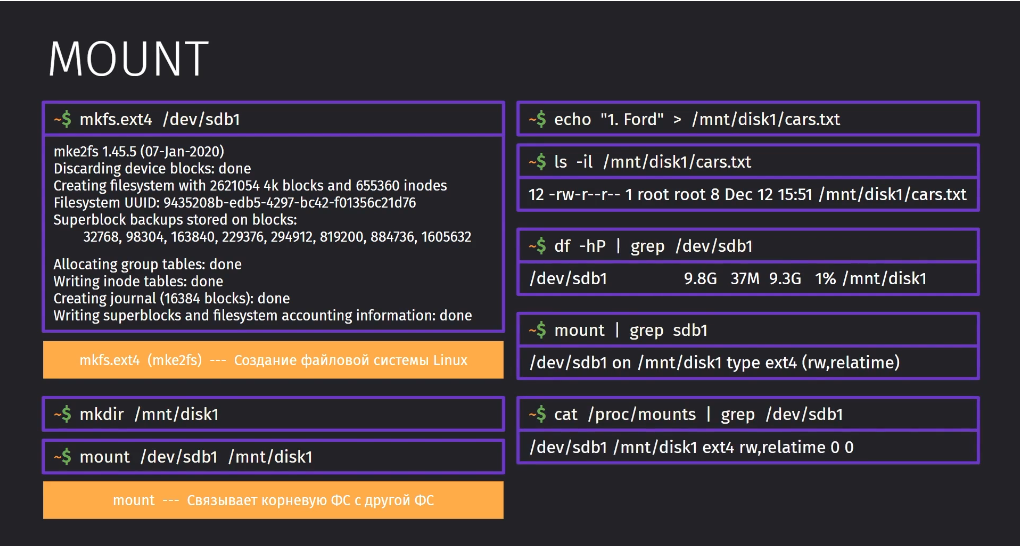 MOUNT
~$ mkfs.ext4 /dev/sdb1
mke2fs 1.45.5 (07-Jan-2020)
Discarding device blocks: done
Creating filesystem with 2621054 4k blocks and 655360 inodes
Filesystem UUID: 9435208b-edb5-4297-bc42-f01356c21d76
Superblock backups stored on blocks:
32768, 98304, 163840, 229376, 294912, 819200, 884736, 1605632
Allocating group tables: done
Writing inode tables: done
Creating journal (16384 blocks): done
Writing superblocks and filesystem accounting information: done
mkfs.ext4 (mke2fs) --- Создание файловой системы Linux
~$ mkdir /mnt/disk1
~$ mount /dev/sdb1 /mnt/disk1
mount --- Связывает корневую ФС с другой ФС
~$ echo "1. Ford" > /mnt/disk1/cars.txt
~$ ls -il /mnt/disk1/cars.txt
12 -rw-r--r-- 1 root root 8 Dec 12 15:51 /mnt/disk1/cars.txt
~$ df -hP | grep /dev/sdb1
/dev/sdb1 9.8G 37M 9.3G 1% /mnt/disk1
~$ mount | grep sdb1
/dev/sdb1 on /mnt/disk1 type ext4 (rw,relatime)
~$ cat /proc/mounts | grep /dev/sdb1
/dev/sdb1 /mnt/disk1 ext4 rw,relatime 0 0